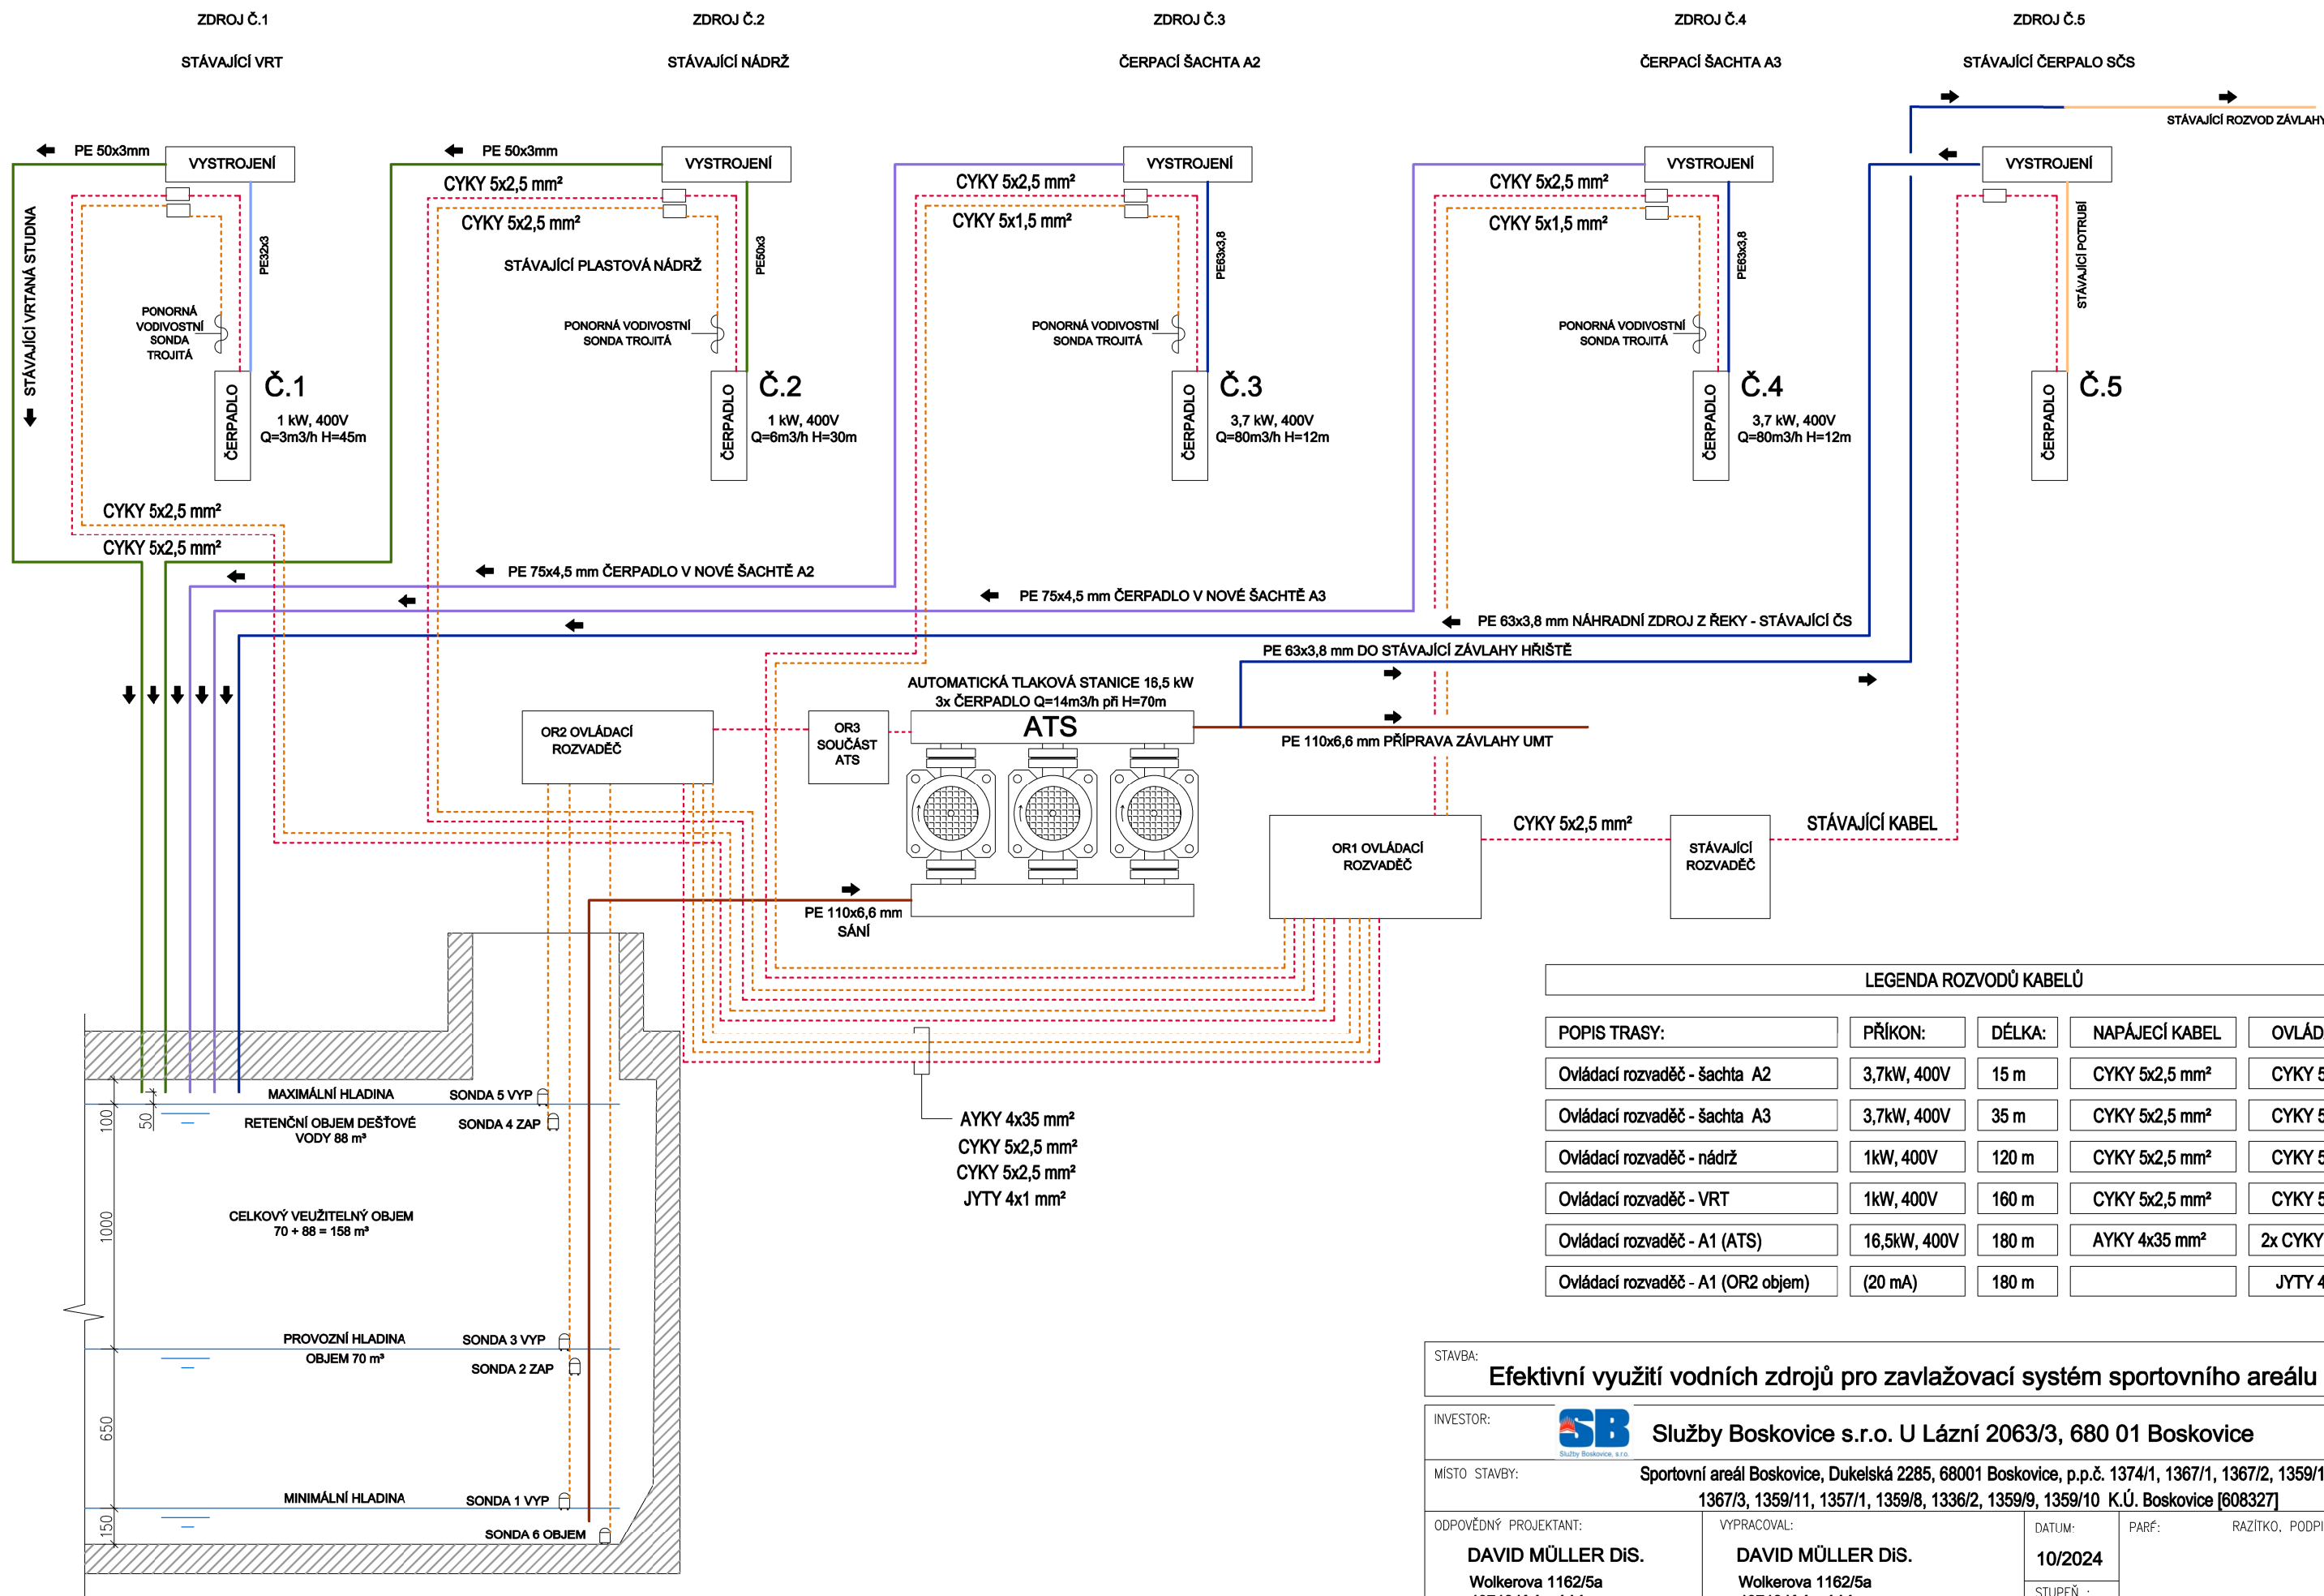 ZDROJ Č.1
STÁVAJÍCÍ VRT
ZDROJ Č.2
STÁVAJÍCÍ NÁDRŽ
ZDROJ Č.3
ČERPACÍ ŠACHTA A2
ZDROJ Č.4
ČERPACÍ ŠACHTA A3
ZDROJ Č.5
STÁVAJÍCÍ ČERPALO SČS
STÁVAJÍCÍ ROZVOD ZÁVLAHY
PE 50x3mm
VYSTROJENÍ
STÁVAJÍCÍ VRTANÁ STUDNA
PE32x3
PONORNÁ
VODIVOSTNÍ
SONDA
TROJITÁ
ČERPADLO
Č.1
1 kW, 400V
Q=3m3/h H=45m
CYKY 5x2,5 mm²
CYKY 5x2,5 mm²
PE 50x3mm
VYSTROJENÍ
CYKY 5x2,5 mm²
CYKY 5x2,5 mm²
STÁVAJÍCÍ PLASTOVÁ NÁDRŽ
PE50x3
PONORNÁ VODIVOSTNÍ
SONDA TROJITÁ
ČERPADLO
Č.2
1 kW, 400V
Q=6m3/h H=30m
VYSTROJENÍ
CYKY 5x2,5 mm²
CYKY 5x1,5 mm²
PE63x3,8
PONORNÁ VODIVOSTNÍ
SONDA TROJITÁ
ČERPADLO
Č.3
3,7 kW, 400V
Q=80m3/h H=12m
VYSTROJENÍ
CYKY 5x2,5 mm²
CYKY 5x1,5 mm²
PE63x3,8
PONORNÁ VODIVOSTNÍ
SONDA TROJITÁ
ČERPADLO
Č.4
3,7 kW, 400V
Q=80m3/h H=12m
VYSTROJENÍ
STÁVAJÍCÍ POTRUBÍ
ČERPADLO
Č.5
PE 75x4,5 mm ČERPADLO V NOVÉ ŠACHTĚ A2
PE 75x4,5 mm ČERPADLO V NOVÉ ŠACHTĚ A3
PE 63x3,8 mm NÁHRADNÍ ZDROJ Z ŘEKY - STÁVAJÍCÍ ČS
PE 63x3,8 mm DO STÁVAJÍCÍ ZÁVLAHY HŘIŠTĚ
AUTOMATICKÁ TLAKOVÁ STANICE 16,5 kW
3x ČERPADLO Q=14m3/h při H=70m
ATS
OR2 OVLÁDACÍ
ROZVADĚČ
OR3
SOUČÁST
ATS
PE 110x6,6 mm PŘÍPRAVA ZÁVLAHY UMT
OR1 OVLÁDACÍ
ROZVADĚČ
CYKY 5x2,5 mm²
STÁVAJÍCÍ
ROZVADĚČ
STÁVAJÍCÍ KABEL
PE 110x6,6 mm
SÁNÍ
AYKY 4x35 mm²
CYKY 5x2,5 mm²
CYKY 5x2,5 mm²
JYTY 4x1 mm²
100
50
1000
650
150
MAXIMÁLNÍ HLADINA
SONDA 5 VYP
RETENČNÍ OBJEM DEŠŤOVÉ
VODY 88 m³
SONDA 4 ZAP
CELKOVÝ VEUŽITELNÝ OBJEM
70 + 88 = 158 m³
PROVOZNÍ HLADINA
SONDA 3 VYP
OBJEM 70 m³
SONDA 2 ZAP
MINIMÁLNÍ HLADINA
SONDA 1 VYP
SONDA 6 OBJEM
LEGENDA ROZVODŮ KABELŮ
POPIS TRASY: PŘÍKON: DÉLKA: NAPÁJECÍ KABEL OVLÁD
Ovládací rozvaděč - šachta A2 3,7kW, 400V 15 m CYKY 5x2,5 mm² CYKY 5
Ovládací rozvaděč - šachta A3 3,7kW, 400V 35 m CYKY 5x2,5 mm² CYKY 5
Ovládací rozvaděč - nádrž 1kW, 400V 120 m CYKY 5x2,5 mm² CYKY 5
Ovládací rozvaděč - VRT 1kW, 400V 160 m CYKY 5x2,5 mm² CYKY 5
Ovládací rozvaděč - A1 (ATS) 16,5kW, 400V 180 m AYKY 4x35 mm² 2x CYKY
Ovládací rozvaděč - A1 (OR2 objem) (20 mA) 180 m JYTY 4
STAVBA:
Efektivní využití vodních zdrojů pro zavlažovací systém sportovního areálu
INVESTOR:
SB
Služby Boskovice, s.r.o.
Služby Boskovice s.r.o. U Lázní 2063/3, 680 01 Boskovice
MÍSTO STAVBY:
Sportovní areál Boskovice, Dukelská 2285, 68001 Boskovice, p.p.č. 1374/1, 1367/1, 1367/2, 1359/1
1367/3, 1359/11, 1357/1, 1359/8, 1336/2, 1359/9, 1359/10 K.Ú. Boskovice [608327]
ODPOVĚDNÝ PROJEKTANT:
DAVID MÜLLER DiS.
Wolkerova 1162/5a
VYPRACOVAL:
DAVID MÜLLER DiS.
Wolkerova 1162/5a
DATUM:
10/2024
STUPEŇ :
PARÉ:
RAZÍTKO, PODPI